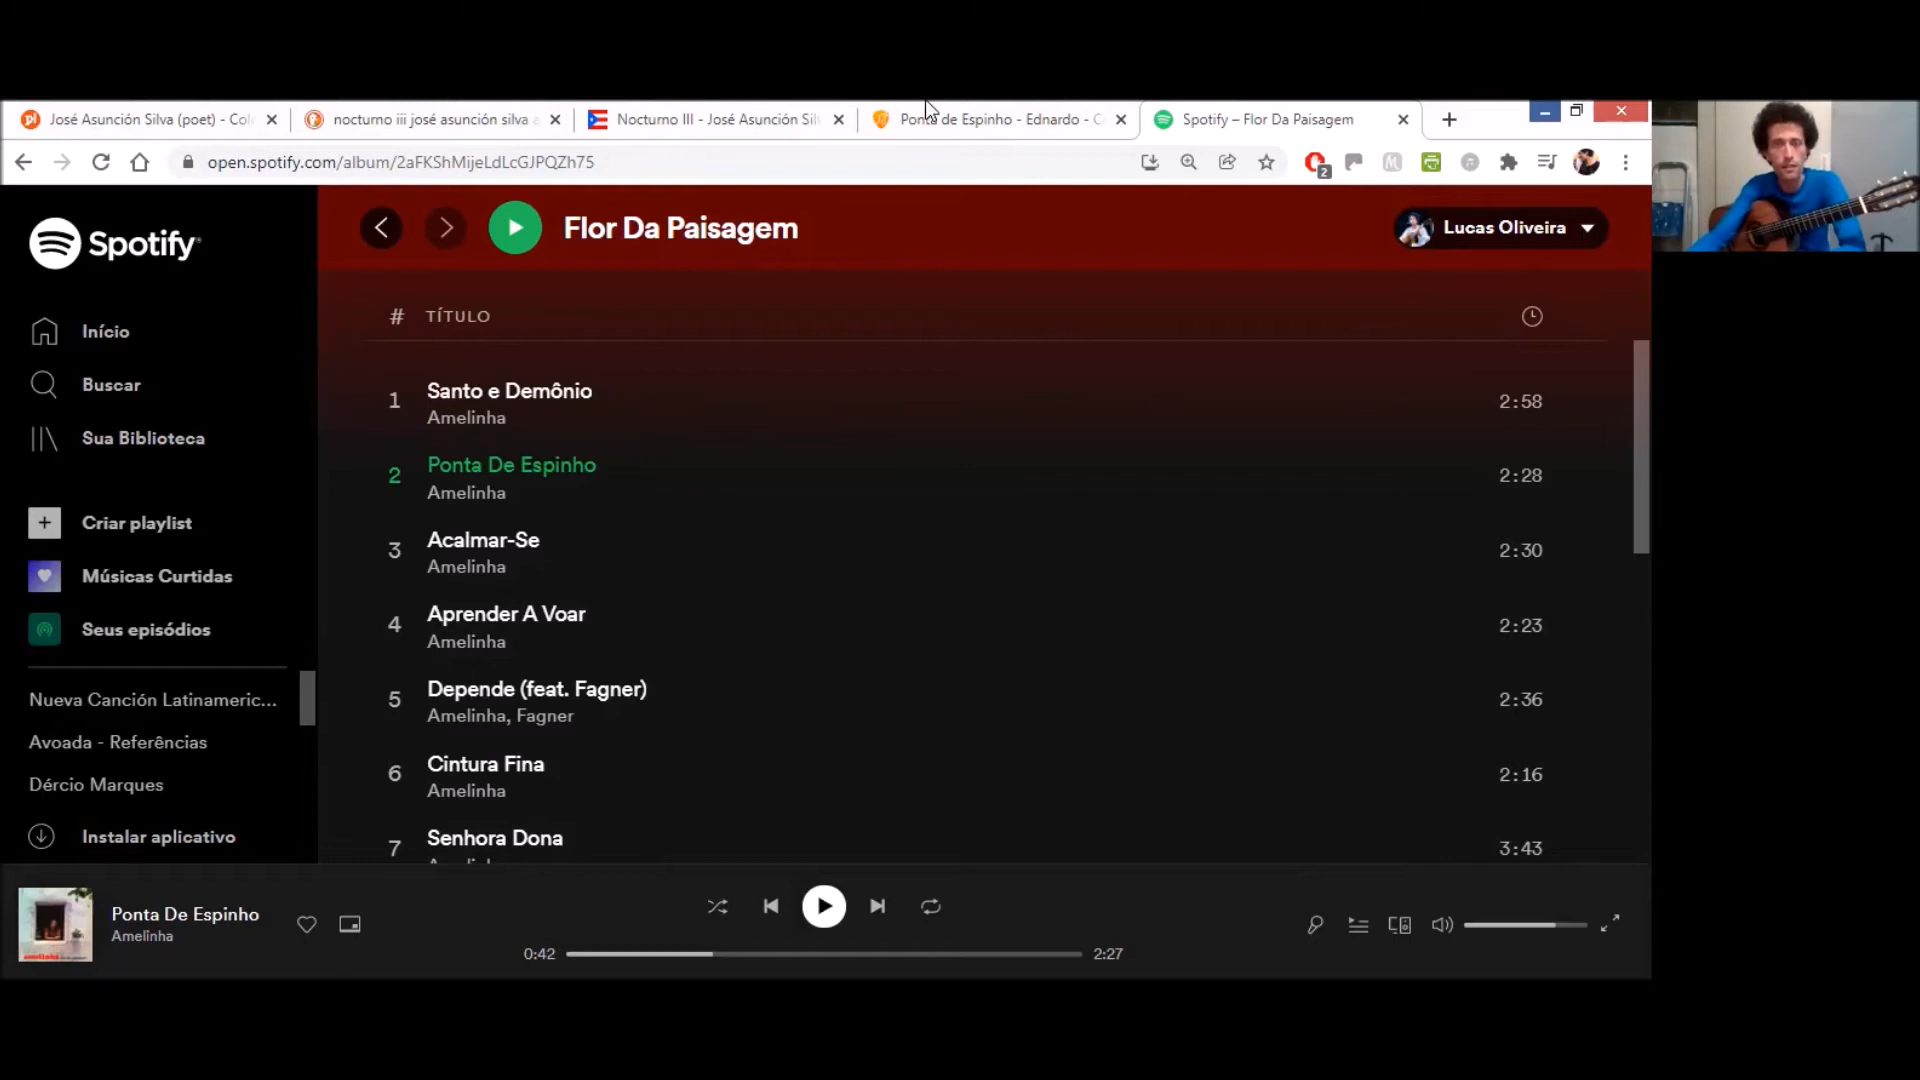 José Asunción Silva (poet) - Col
nocturno iii josé asunción silva a
Nocturno III - José Asunción Sil
Ponta de Espinho - Ednardo - C
Spotify – Flor Da Paisagem
open.spotify.com/album/2aFKShMijeLdLcGJPQZh75
2
Spotify
Flor Da Paisagem
Lucas Oliveira
Início
Buscar
Sua Biblioteca
Criar playlist
Músicas Curtidas
Seus episódios
Nueva Canción Latinameric...
Avoada - Referências
Dércio Marques
Instalar aplicativo
# TÍTULO
1 Santo e Demônio 2:58
Amelinha
2 Ponta De Espinho 2:28
Amelinha
3 Acalmar-Se 2:30
Amelinha
4 Aprender A Voar 2:23
Amelinha
5 Depende (feat. Fagner) 2:36
Amelinha, Fagner
6 Cintura Fina 2:16
Amelinha
7 Senhora Dona 3:43
Ponta De Espinho
Amelinha
0:42 2:27